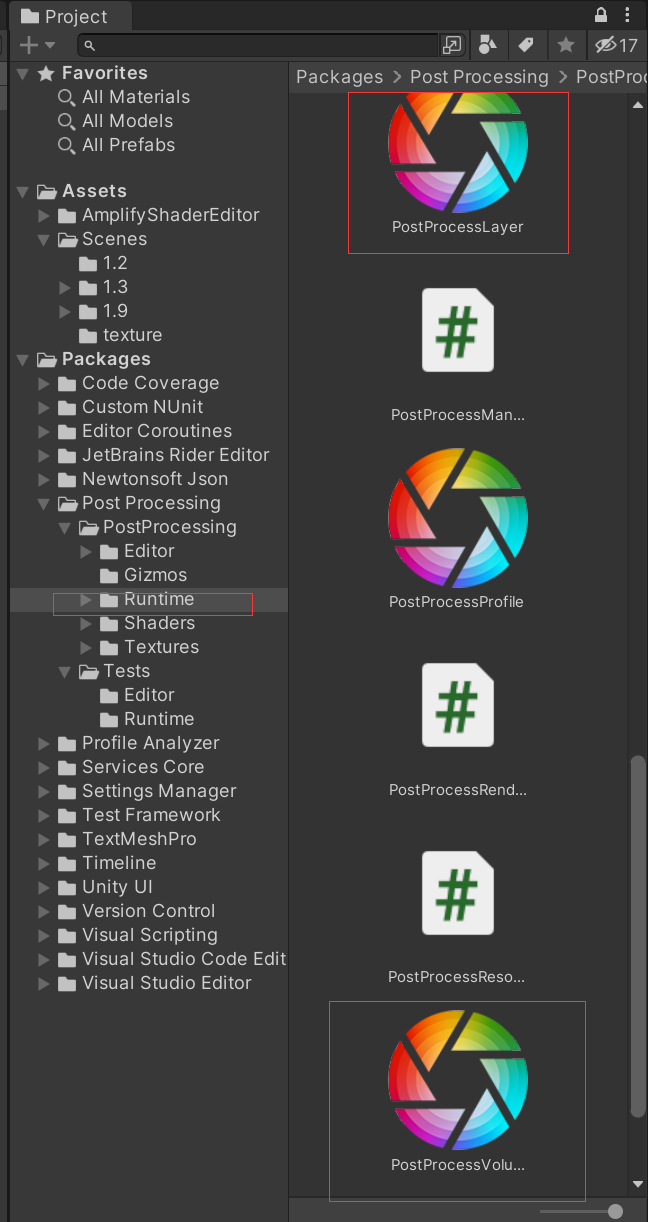 Project
17
Favorites
All Materials
All Models
All Prefabs
Assets
AmplifyShaderEditor
Scenes
1.2
1.3
1.9
texture
Packages
Code Coverage
Custom NUnit
Editor Coroutines
JetBrains Rider Editor
Newtonsoft Json
Post Processing
PostProcessing
Editor
Gizmos
Runtime
Shaders
Textures
Tests
Editor
Runtime
Profile Analyzer
Services Core
Settings Manager
Test Framework
TextMeshPro
Timeline
Unity UI
Version Control
Visual Scripting
Visual Studio Code Edit
Visual Studio Editor
Packages > Post Processing > PostProc
PostProcessLayer
#
PostProcessMan...
PostProcessProfile
#
PostProcessRend...
#
PostProcessReso...
PostProcessVolu...